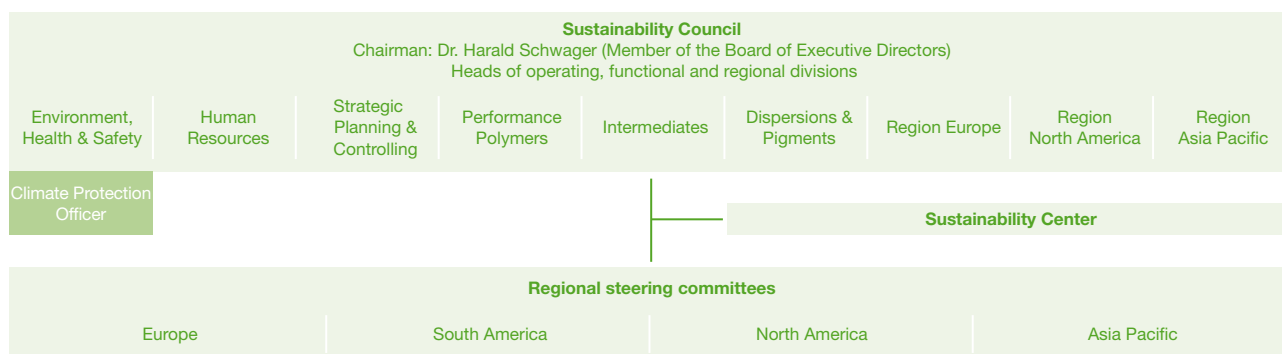 Sustainability Council
Chairman: Dr. Harald Schwager (Member of the Board of Executive Directors)
Heads of operating, functional and regional divisions
Environment,
Health & Safety
Human
Resources
Strategic
Planning &
Controlling
Performance
Polymers
Intermediates
Dispersions &
Pigments
Region Europe
Region
North America
Region
Asia Pacific
Climate Protection
Officer
Sustainability Center
Regional steering committees
Europe
South America
North America
Asia Pacific